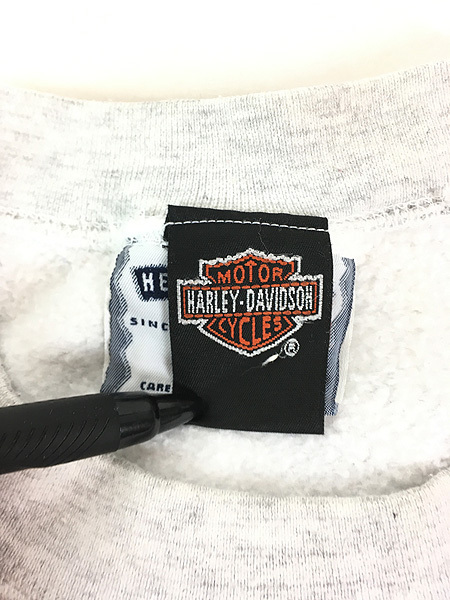 MOTOR
HARLEY-DAVIDSON
CYCLES
®
HE
SINC
CARE